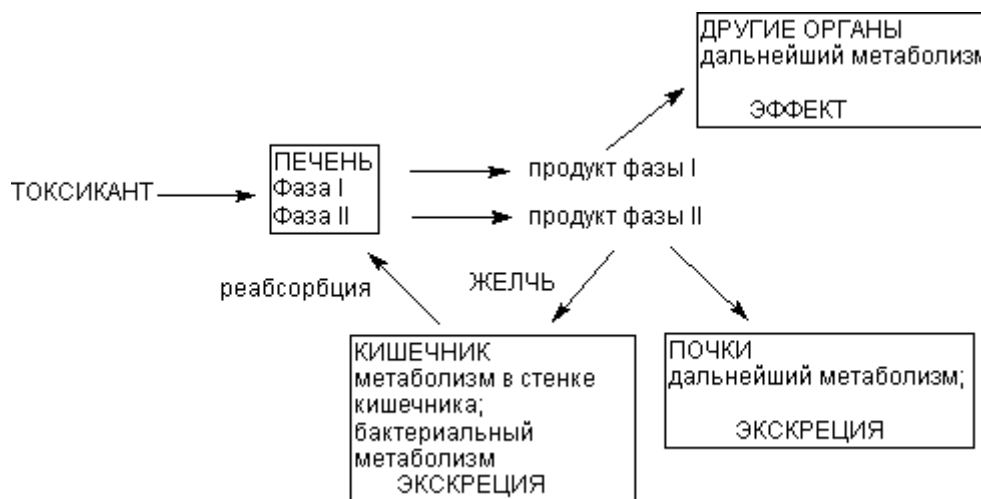 ДРУГИЕ ОРГАНЫ
дальнейший метаболизм
ЭФФЕКТ
ТОКСИКАНТ
ПЕЧЕНЬ
Фаза I
Фаза II
продукт фазы I
продукт фазы II
реабсорбция
ЖЕЛЧЬ
КИШЕЧНИК
метаболизм в стенке
кишечника;
бактериальный
метаболизм
ЭКСКРЕЦИЯ
ПОЧКИ
дальнейший метаболизм;
ЭКСКРЕЦИЯ